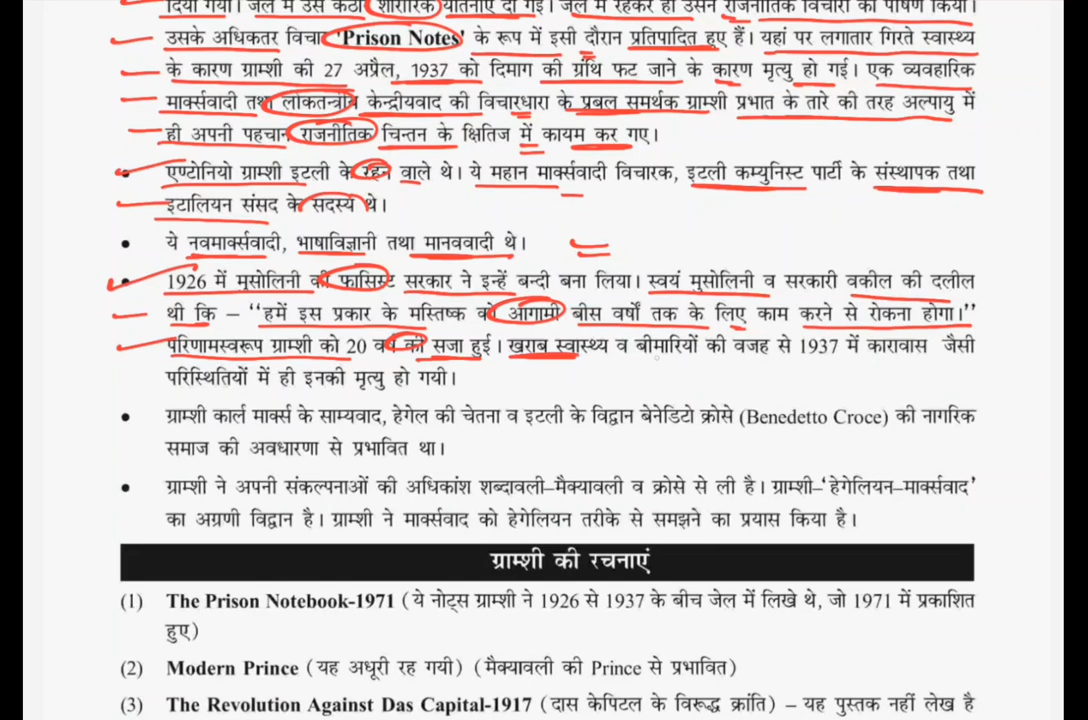 दिया गया। जेल में उसे कठोर शारीरिक यातनाएं दी गई। जेल में रहकर ही उसने राजनीतिक विचारों का पोषण किया।
उसके अधिकतर विचार 'Prison Notes' के रूप में इसी दौरान प्रतिपादित हुए हैं। यहां पर लगातार गिरते स्वास्थ्य
के कारण ग्राम्शी की 27 अप्रैल, 1937 को दिमाग की ग्रंथि फट जाने के कारण मृत्यु हो गई। एक व्यवहारिक
मार्क्सवादी तथा लोकतन्त्रीय केन्द्रीयवाद की विचारधारा के प्रबल समर्थक ग्राम्शी प्रभात के तारे की तरह अल्पायु में
ही अपनी पहचान राजनीतिक चिन्तन के क्षितिज में कायम कर गए।
• एण्टोनियो ग्राम्शी इटली के रहने वाले थे। ये महान मार्क्सवादी विचारक, इटली कम्युनिस्ट पार्टी के संस्थापक तथा
इटालियन संसद के सदस्य थे।
• ये नवमार्क्सवादी, भाषाविज्ञानी तथा मानववादी थे।
• 1926 में मुसोलिनी की फासिस्ट सरकार ने इन्हें बन्दी बना लिया। स्वयं मुसोलिनी व सरकारी वकील की दलील
थी कि – "हमें इस प्रकार के मस्तिष्क को आगामी बीस वर्षों तक के लिए काम करने से रोकना होगा।"
परिणामस्वरूप ग्राम्शी को 20 वर्ष की सजा हुई। खराब स्वास्थ्य व बीमारियों की वजह से 1937 में कारावास जैसी
परिस्थितियों में ही इनकी मृत्यु हो गयी।
• ग्राम्शी कार्ल मार्क्स के साम्यवाद, हेगेल की चेतना व इटली के विद्वान बेनेडिटो क्रोसे (Benedetto Croce) की नागरिक
समाज की अवधारणा से प्रभावित था।
• ग्राम्शी ने अपनी संकल्पनाओं की अधिकांश शब्दावली–मैक्यावली व क्रोसे से ली है। ग्राम्शी–'हेगेलियन–मार्क्सवाद'
का अग्रणी विद्वान है। ग्राम्शी ने मार्क्सवाद को हेगेलियन तरीके से समझने का प्रयास किया है।
ग्राम्शी की रचनाएं
(1) The Prison Notebook-1971 (ये नोट्स ग्राम्शी ने 1926 से 1937 के बीच जेल में लिखे थे, जो 1971 में प्रकाशित
हुए)
(2) Modern Prince (यह अधूरी रह गयी) (मैक्यावली की Prince से प्रभावित)
(3) The Revolution Against Das Capital-1917 (दास केपिटल के विरूद्ध क्रांति) – यह पुस्तक नहीं लेख है